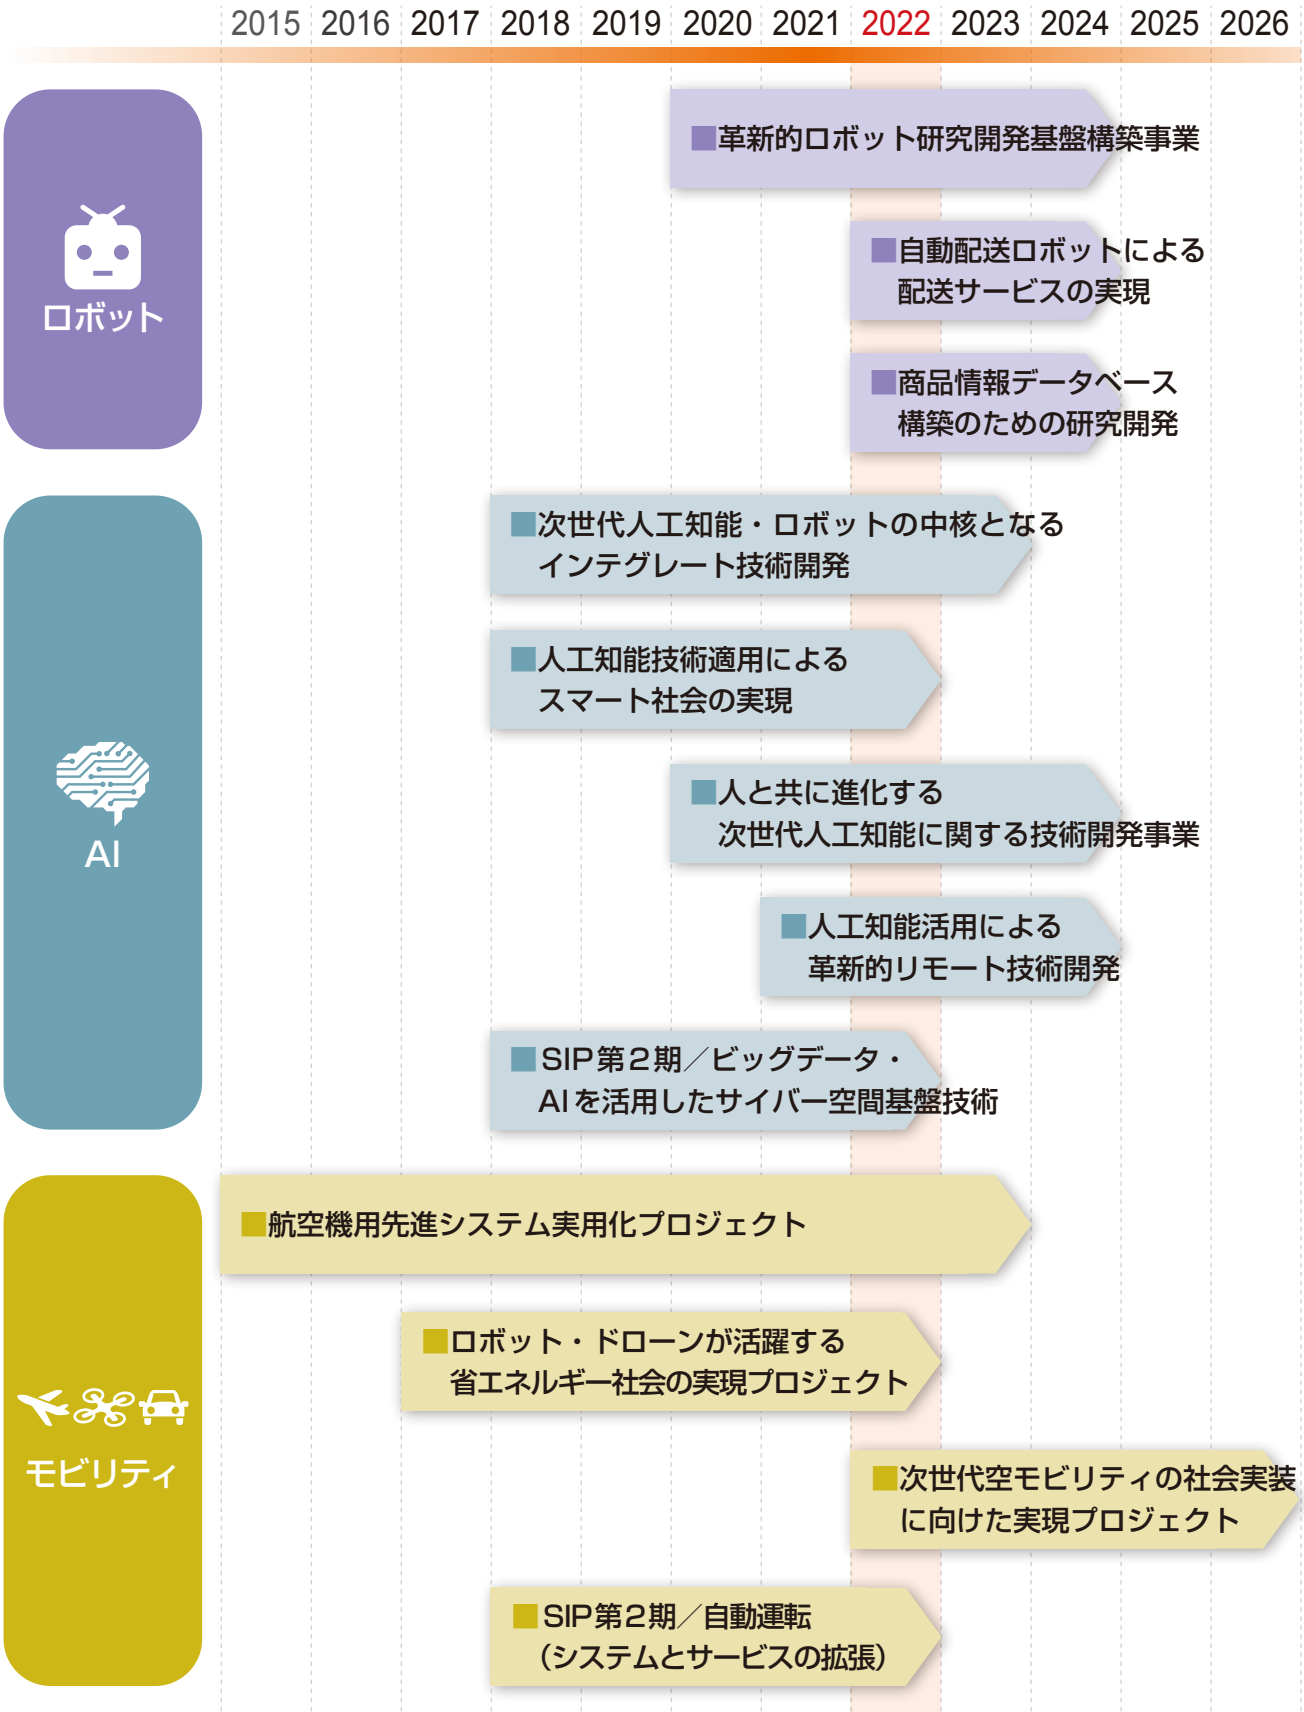 2015 2016 2017 2018 2019 2020 2021 2022 2023 2024 2025 2026
ロボット
■革新的ロボット研究開発基盤構築事業
■自動配送ロボットによる
配送サービスの実現
■商品情報データベース
構築のための研究開発
AI
■次世代人工知能・ロボットの中核となる
インテグレート技術開発
■人工知能技術適用による
スマート社会の実現
■人と共に進化する
次世代人工知能に関する技術開発事業
■人工知能活用による
革新的リモート技術開発
■SIP第2期／ビッグデータ・
AIを活用したサイバー空間基盤技術
モビリティ
■航空機用先進システム実用化プロジェクト
■ロボット・ドローンが活躍する
省エネルギー社会の実現プロジェクト
■次世代空モビリティの社会実装
に向けた実現プロジェクト
■SIP第2期／自動運転
（システムとサービスの拡張）